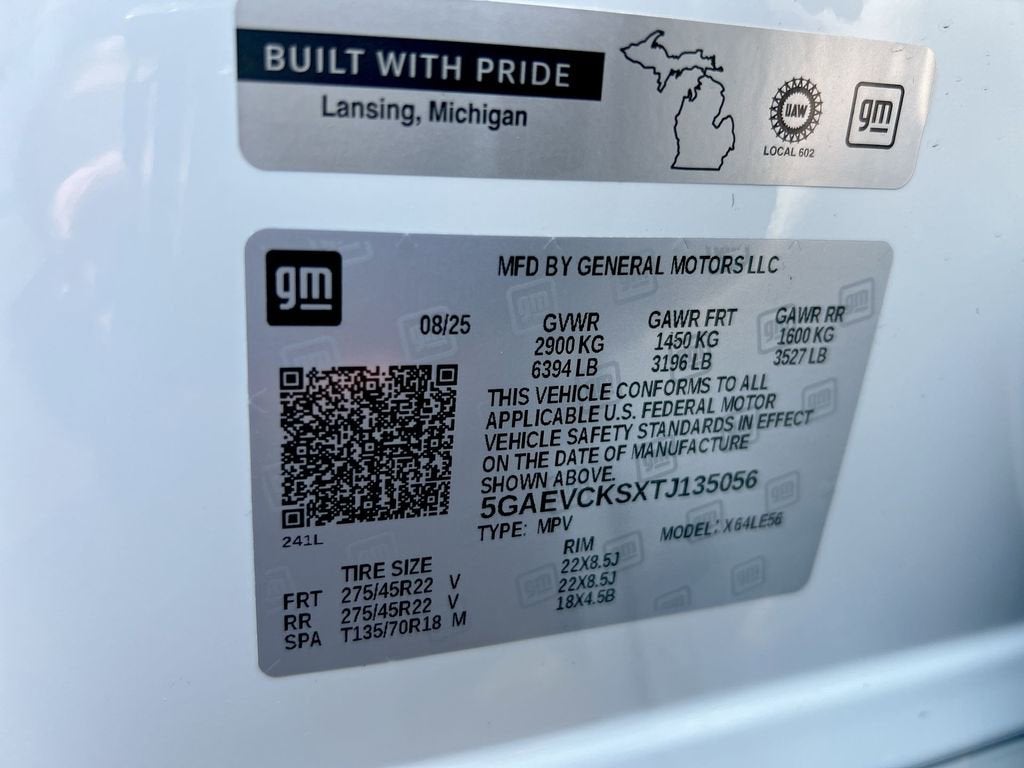 BUILT WITH PRIDE
Lansing, Michigan
UAW
LOCAL 602
gm
gm
MFD BY GENERAL MOTORS LLC
08/25
GVWR GAWR FRT GAWR RR
2900 KG 1450 KG 1600 KG
6394 LB 3196 LB 3527 LB
THIS VEHICLE CONFORMS TO ALL
APPLICABLE U.S. FEDERAL MOTOR
VEHICLE SAFETY STANDARDS IN EFFECT
ON THE DATE OF MANUFACTURE
SHOWN ABOVE.
5GAEVCKSXTJ135056
TYPE: MPV MODEL: X64LE56
241L
TIRE SIZE RIM
FRT 275/45R22 V 22X8.5J
RR 275/45R22 V 22X8.5J
SPA T135/70R18 M 18X4.5B